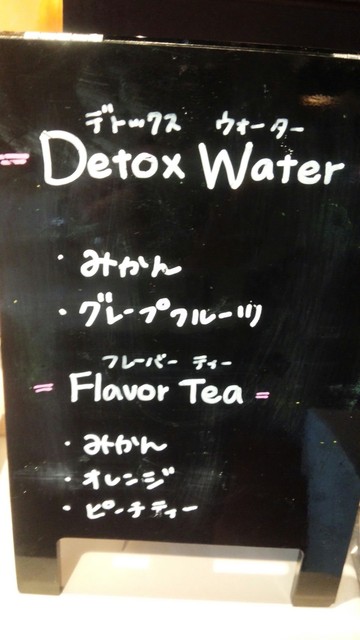 デトックス ウォーター
= Detox Water
・みかん
・グレープフルーツ
フレーバー ティー
= Flavor Tea =
・みかん
・オレンジ
・ピーチティー